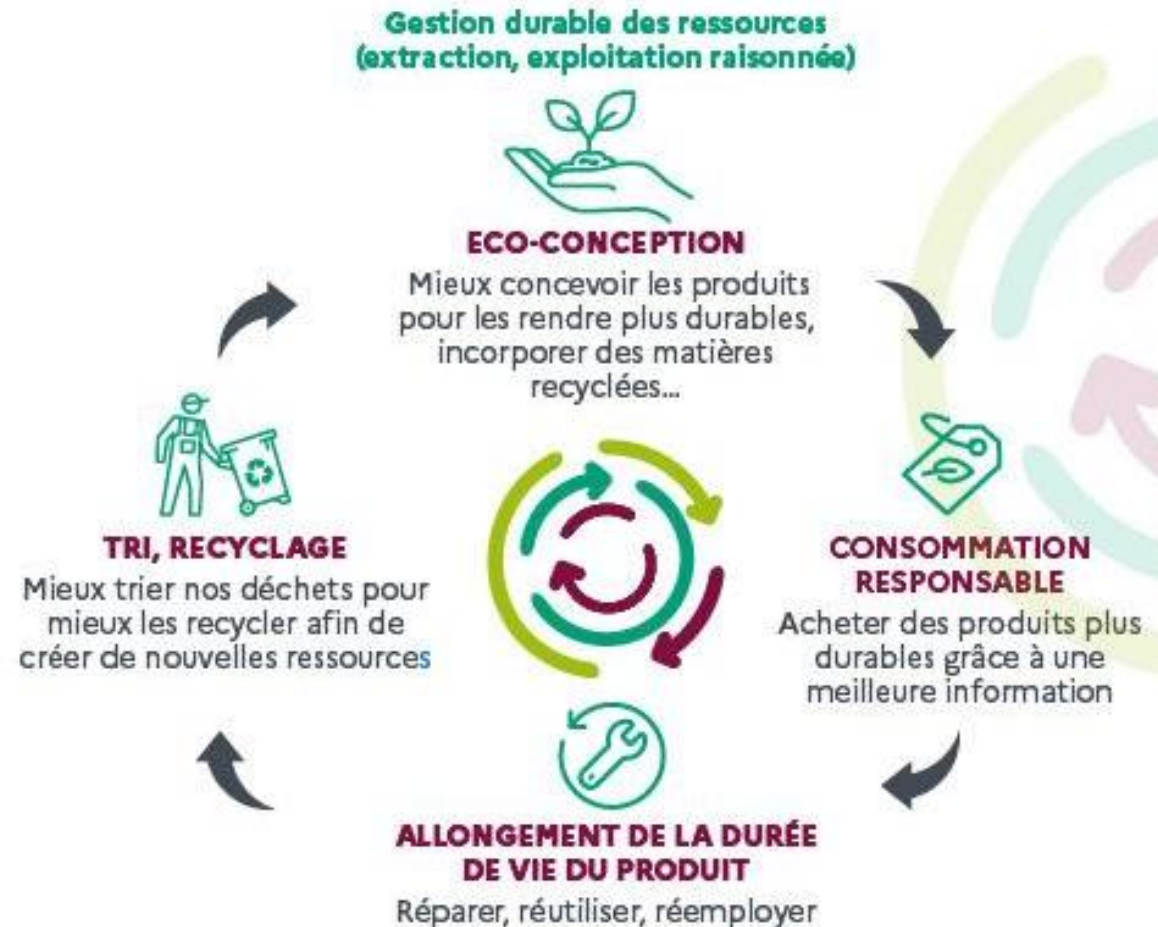 Gestion durable des ressources
(extraction, exploitation raisonnée)
ECO-CONCEPTION
Mieux concevoir les produits
pour les rendre plus durables,
incorporer des matières
recyclées...
CONSOMMATION
RESPONSABLE
Acheter des produits plus
durables grâce à une
meilleure information
ALLONGEMENT DE LA DURÉE
DE VIE DU PRODUIT
Réparer, réutiliser, réemployer
TRI, RECYCLAGE
Mieux trier nos déchets pour
mieux les recycler afin de
créer de nouvelles ressources